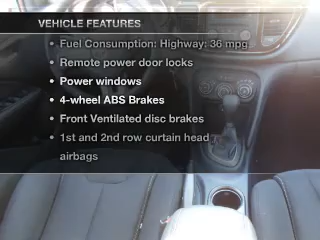 VEHICLE FEATURES
• Fuel Consumption: Highway: 36 mpg
• Remote power door locks
• Power windows
• 4-wheel ABS Brakes
• Front Ventilated disc brakes
• 1st and 2nd row curtain head
airbags